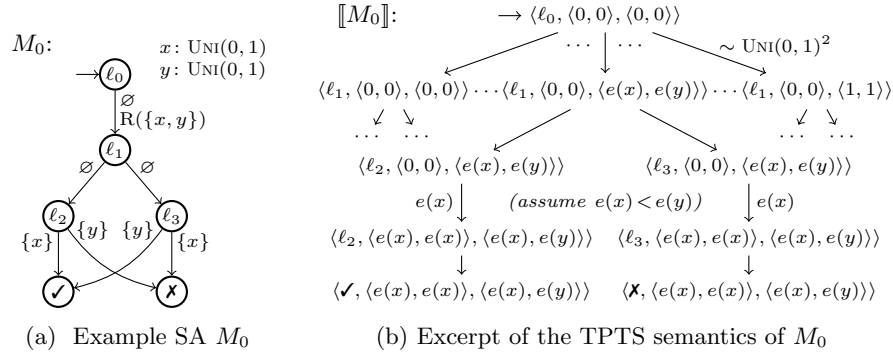 M₀:
x: UNI(0, 1)
y: UNI(0, 1)
ℓ₀
∅
R({x, y})
ℓ₁
∅ ∅
ℓ₂ ℓ₃
{x} {y} {y} {x}
✓ ✗
(a) Example SA M₀
⟦M₀⟧:
→⟨ℓ₀, ⟨0, 0⟩, ⟨0, 0⟩⟩
··· ··· ∼ UNI(0, 1)²
⟨ℓ₁, ⟨0, 0⟩, ⟨0, 0⟩⟩ ···⟨ℓ₁, ⟨0, 0⟩, ⟨e(x), e(y)⟩⟩ ···⟨ℓ₁, ⟨0, 0⟩, ⟨1, 1⟩⟩
··· ··· ··· ···
⟨ℓ₂, ⟨0, 0⟩, ⟨e(x), e(y)⟩⟩ ⟨ℓ₃, ⟨0, 0⟩, ⟨e(x), e(y)⟩⟩
e(x) (assume e(x)<e(y)) e(x)
⟨ℓ₂, ⟨e(x), e(x)⟩, ⟨e(x), e(y)⟩⟩ ⟨ℓ₃, ⟨e(x), e(x)⟩, ⟨e(x), e(y)⟩⟩
⟨✓, ⟨e(x), e(x)⟩, ⟨e(x), e(y)⟩⟩ ⟨✗, ⟨e(x), e(x)⟩, ⟨e(x), e(y)⟩⟩
(b) Excerpt of the TPTS semantics of M₀